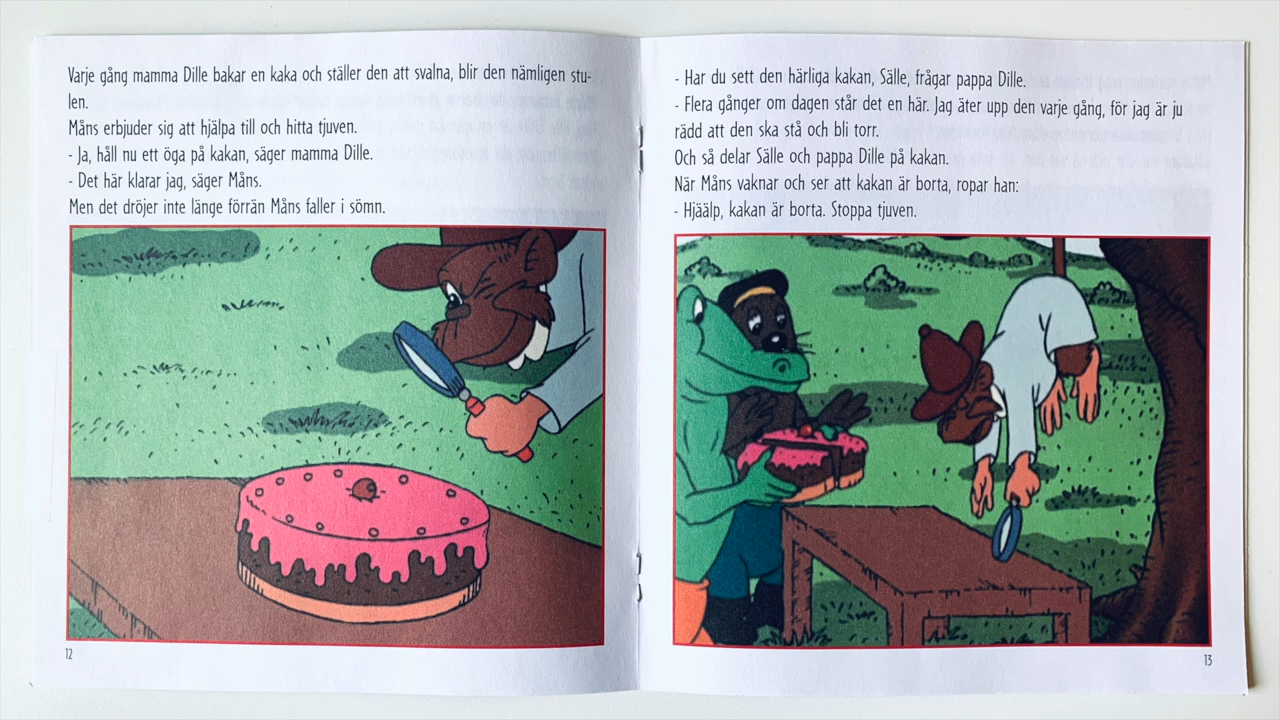 Varje gång mamma Dille bakar en kaka och ställer den att svalna, blir den nämligen stu-
len.
Måns erbjuder sig att hjälpa till och hitta tjuven.
- Ja, håll nu ett öga på kakan, säger mamma Dille.
- Det här klarar jag, säger Måns.
Men det dröjer inte länge förrän Måns faller i sömn.
12
- Har du sett den härliga kakan, Sälle, frågar pappa Dille.
- Flera gånger om dagen står det en här. Jag äter upp den varje gång, för jag är ju
rädd att den ska stå och bli torr.
Och så delar Sälle och pappa Dille på kakan.
När Måns vaknar och ser att kakan är borta, ropar han:
- Hjäälp, kakan är borta. Stoppa tjuven.
13